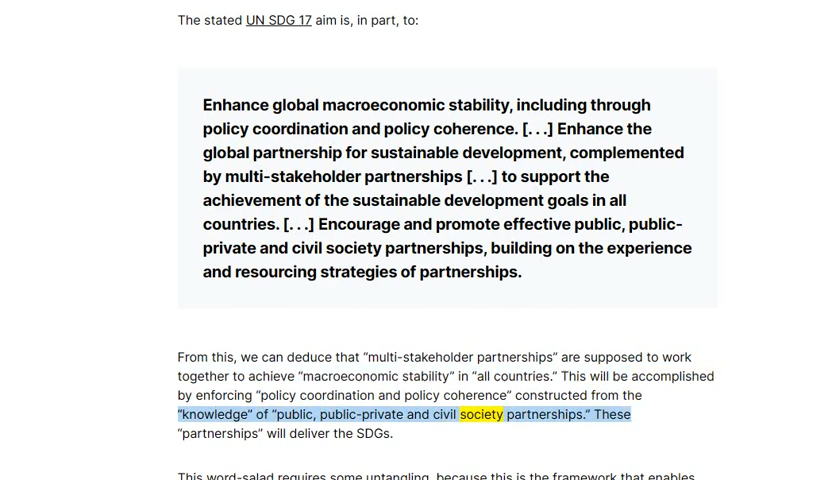 The stated UN SDG 17 aim is, in part, to:
Enhance global macroeconomic stability, including through
policy coordination and policy coherence. [. . .] Enhance the
global partnership for sustainable development, complemented
by multi-stakeholder partnerships [. . .] to support the
achievement of the sustainable development goals in all
countries. [. . .] Encourage and promote effective public, public-
private and civil society partnerships, building on the experience
and resourcing strategies of partnerships.
From this, we can deduce that “multi-stakeholder partnerships” are supposed to work
together to achieve “macroeconomic stability” in “all countries.” This will be accomplished
by enforcing “policy coordination and policy coherence” constructed from the
“knowledge” of “public, public-private and civil society partnerships.” These
“partnerships” will deliver the SDGs.
This word-salad requires some untangling, because this is the framework that enables